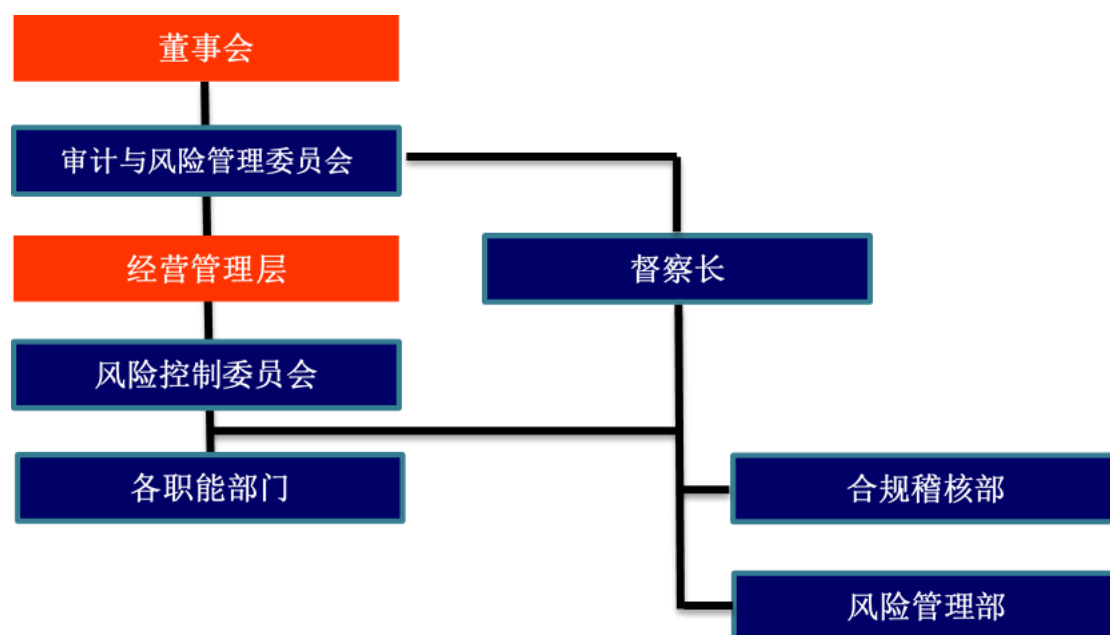 董事会
审计与风险管理委员会
经营管理层
督察长
风险控制委员会
各职能部门
合规稽核部
风险管理部